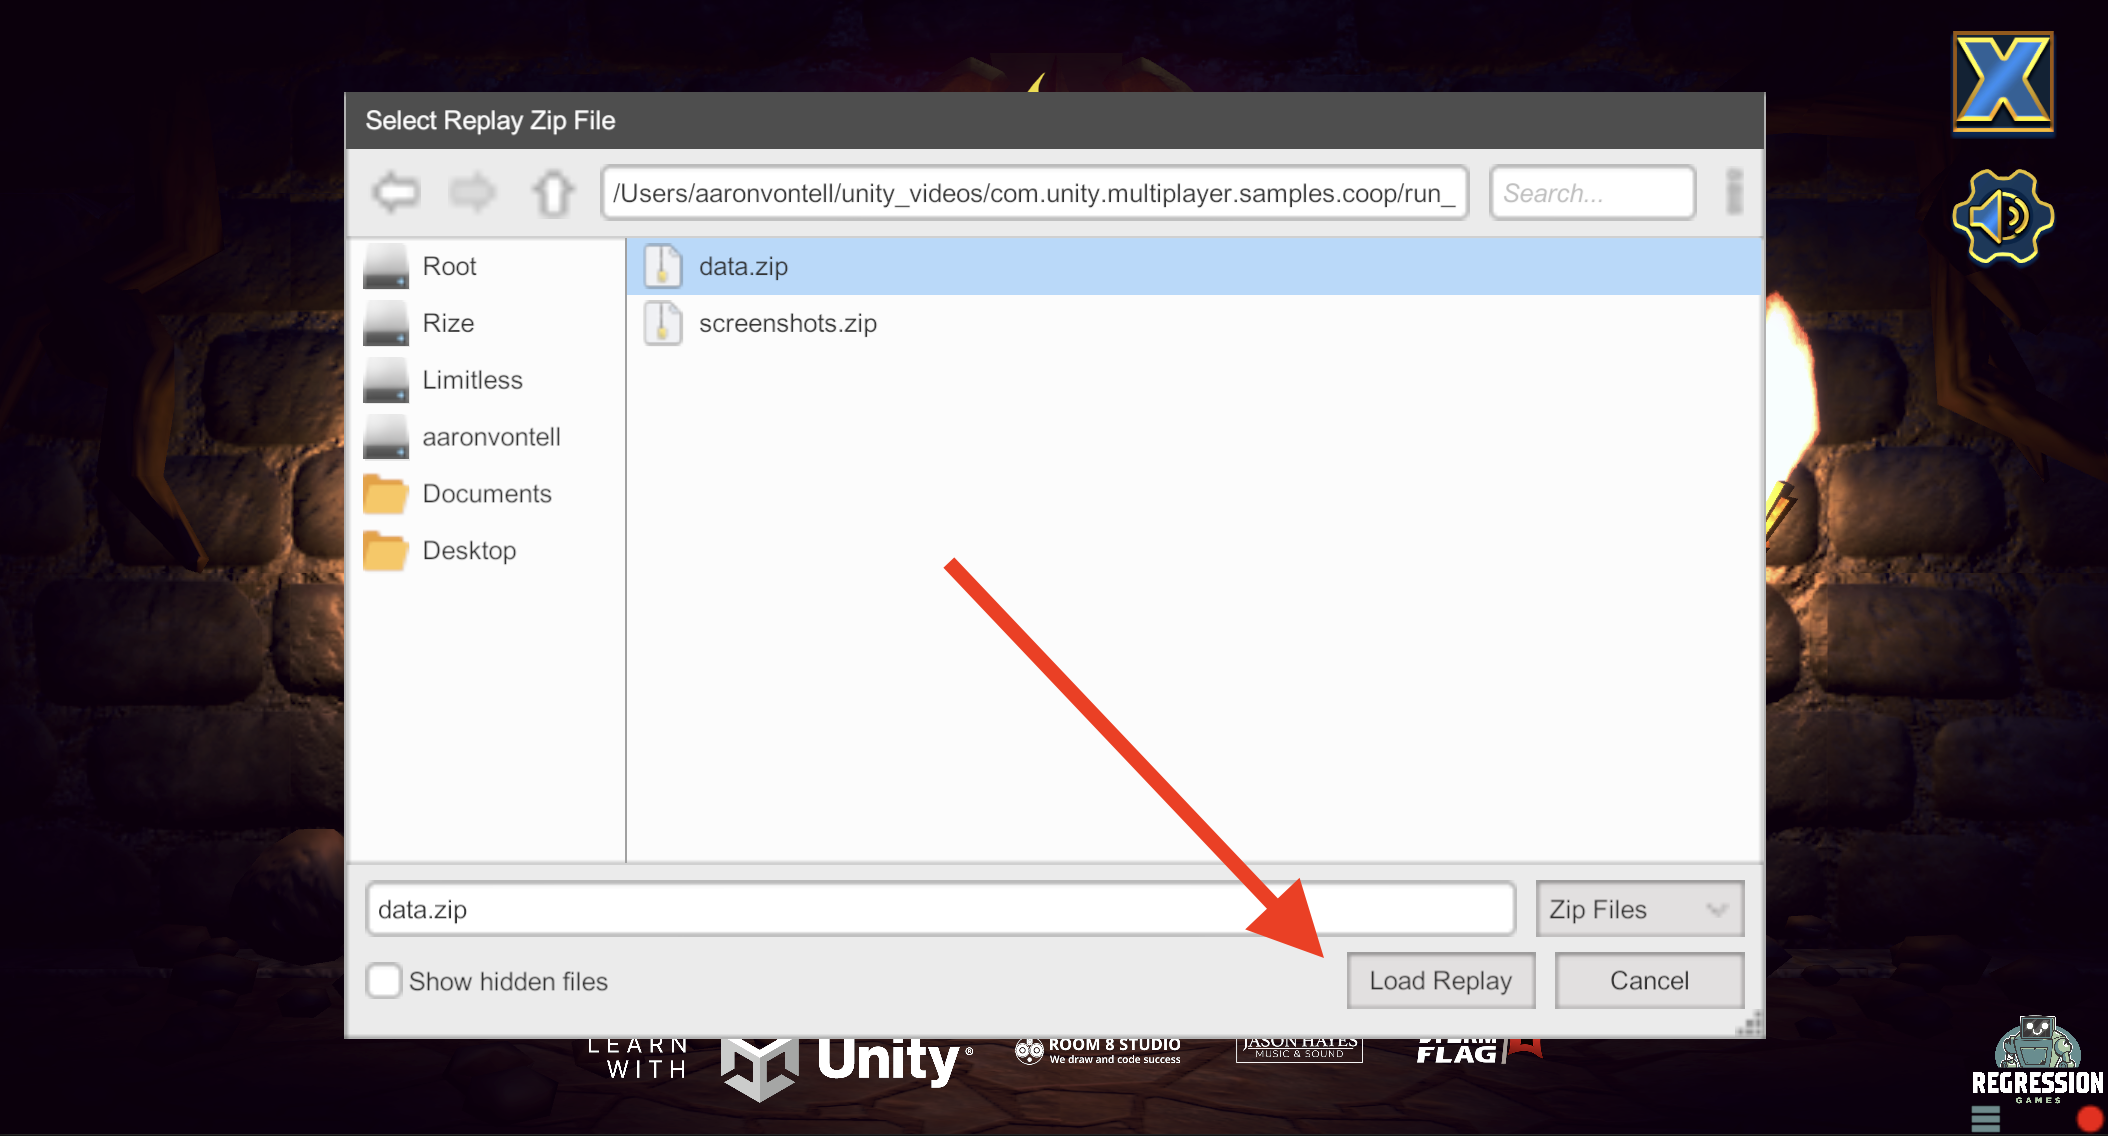 Select Replay Zip File
/Users/aaronvontell/unity_videos/com.unity.multiplayer.samples.coop/run_
Search...
Root
Rize
Limitless
aaronvontell
Documents
Desktop
data.zip
screenshots.zip
data.zip
Zip Files
Show hidden files
Load Replay
Cancel
LEARN
WITH
Unity®
ROOM 8 STUDIO
We draw and code success
JASON HAYES
MUSIC & SOUND
FLAG
REGRESSION
GAMES